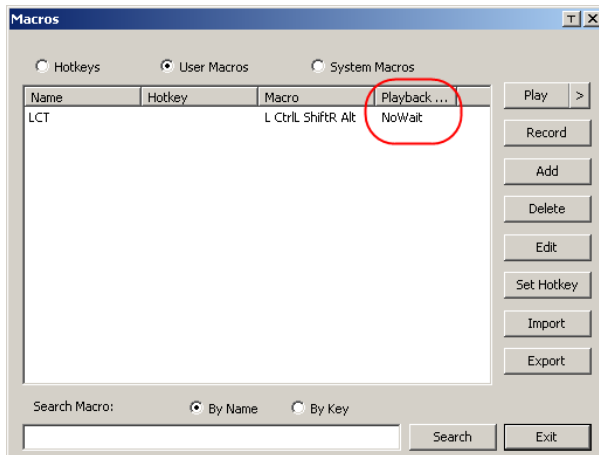 Macros
T X
Hotkeys User Macros System Macros
Name Hotkey Macro Playback ...
LCT L CtrlL ShiftR Alt NoWait
Play >
Record
Add
Delete
Edit
Set Hotkey
Import
Export
Search Macro: By Name By Key
Search Exit